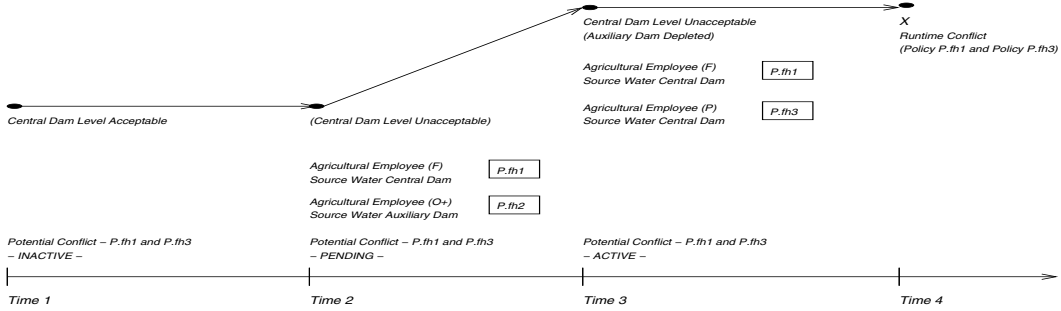 Central Dam Level Unacceptable
(Auxiliary Dam Depleted)
X
Runtime Conflict
(Policy P.fh1 and Policy P.fh3)
Agricultural Employee (F)
Source Water Central Dam
P.fh1
Agricultural Employee (P)
Source Water Central Dam
P.fh3
Central Dam Level Acceptable
(Central Dam Level Unacceptable)
Agricultural Employee (F)
Source Water Central Dam
P.fh1
Agricultural Employee (O+)
Source Water Auxiliary Dam
P.fh2
Potential Conflict – P.fh1 and P.fh3
– INACTIVE –
Potential Conflict – P.fh1 and P.fh3
– PENDING –
Potential Conflict – P.fh1 and P.fh3
– ACTIVE –
Time 1
Time 2
Time 3
Time 4